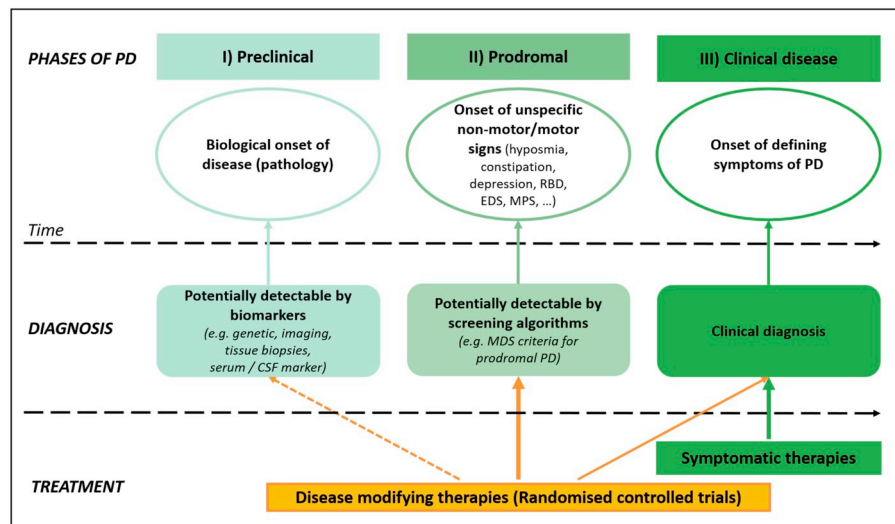 PHASES OF PD
I) Preclinical
II) Prodromal
III) Clinical disease
Biological onset of
disease (pathology)
Onset of unspecific
non-motor/motor
signs (hyposmia,
constipation,
depression, RBD,
EDS, MPS, ...)
Onset of defining
symptoms of PD
Time
DIAGNOSIS
Potentially detectable by
biomarkers
(e.g. genetic, imaging,
tissue biopsies,
serum / CSF marker)
Potentially detectable by
screening algorithms
(e.g. MDS criteria for
prodromal PD)
Clinical diagnosis
Symptomatic therapies
TREATMENT
Disease modifying therapies (Randomised controlled trials)